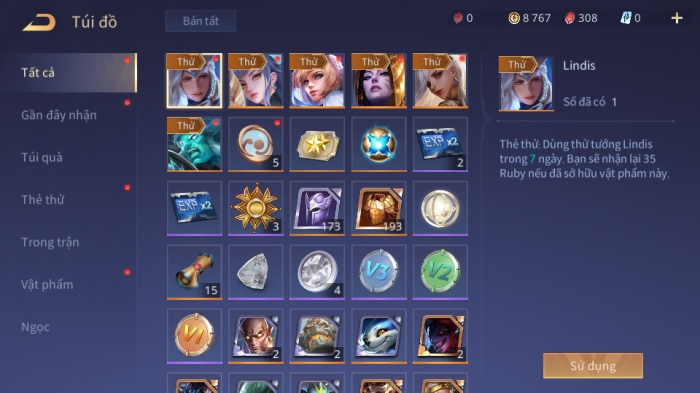 Túi đồ
Bán tất
0
8 767
308
0
+
Tất cả
Gần đây nhận
Túi quà
Thẻ thử
Trong trận
Vật phẩm
Ngọc
Thử
Thử
Thử
Thử
Thử
Thử
5
EXP x2
2
EXP x2
3
173
193
15
4
V3
V2
V1
2
2
2
2
Lindis
Số đã có 1
Thẻ thử: Dùng thử tướng Lindis
trong 7 ngày. Bạn sẽ nhận lại 35
Ruby nếu đã sở hữu vật phẩm này.
Sử dụng